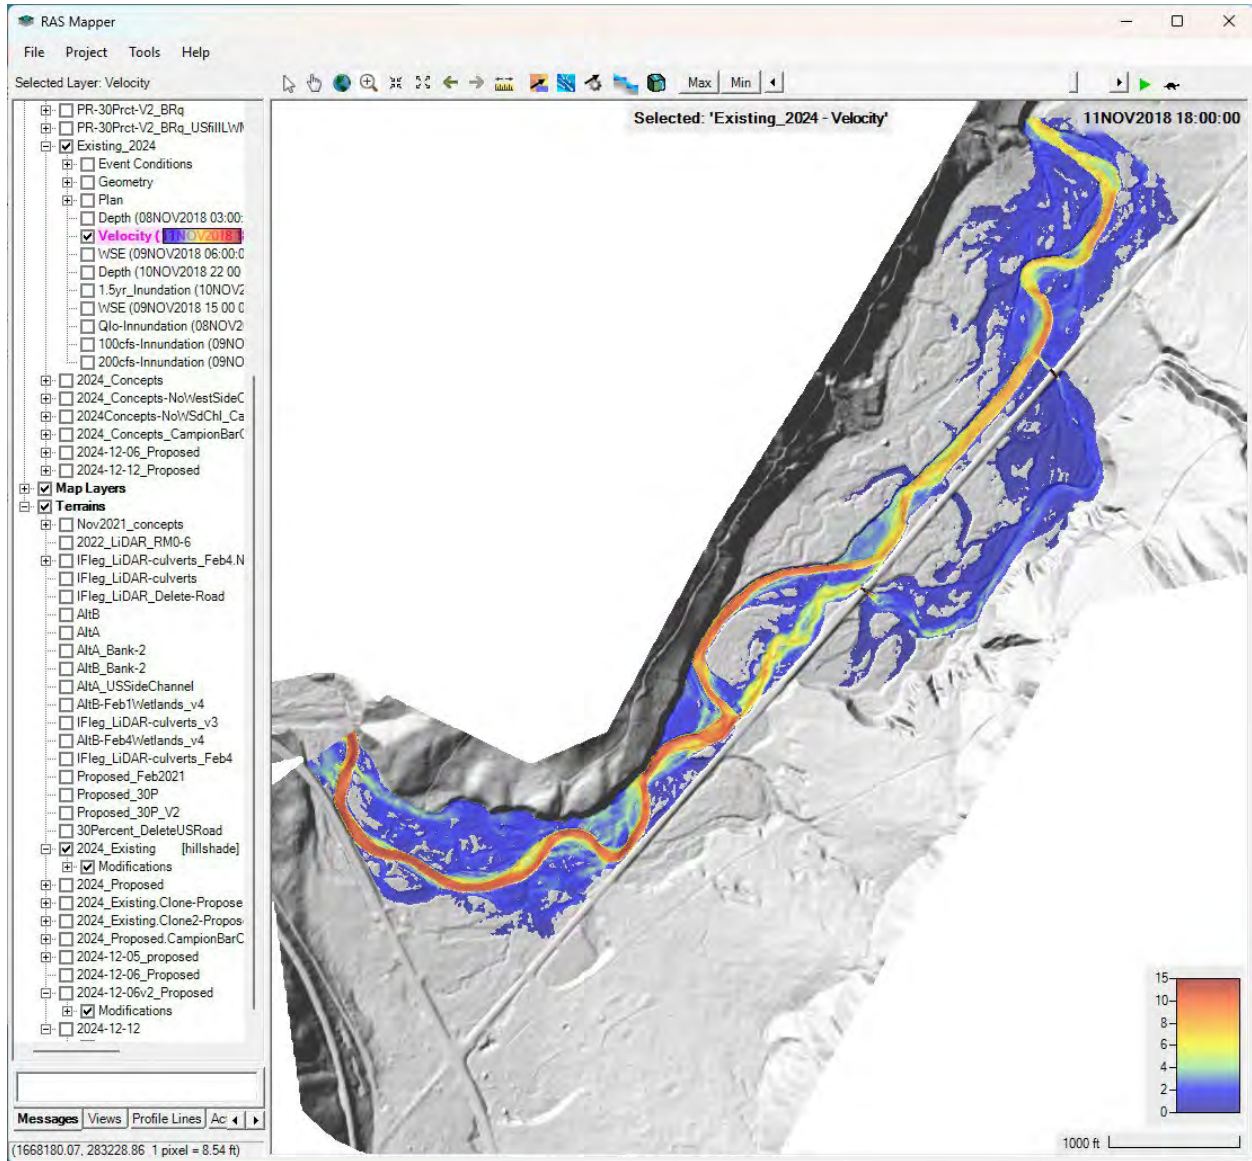 RAS Mapper
File Project Tools Help
Selected Layer: Velocity
Max Min
PR-30Prct-V2_BRq
PR-30Prct-V2_BRq_USfillLWM
Existing_2024
Event Conditions
Geometry
Plan
Depth (08NOV2018 03:00:
Velocity (11NOV2018 1
WSE (09NOV2018 06:00:0
Depth (10NOV2018 22 00
1.5yr_Inundation (10NOV2
WSE (09NOV2018 15 00 0
Qlo-Innundation (08NOV2
100cfs-Innundation (09NO
200cfs-Innundation (09NO
2024_Concepts
2024_Concepts-NoWestSideC
2024Concepts-NoWSdChl_Ca
2024_Concepts_CampionBarC
2024-12-06_Proposed
2024-12-12_Proposed
Map Layers
Terrains
Nov2021_concepts
2022_LiDAR_RM0-6
IFleg_LiDAR-culverts_Feb4.N
IFleg_LiDAR-culverts
IFleg_LiDAR_Delete-Road
AltB
AltA
AltA_Bank-2
AltB_Bank-2
AltA_USSideChannel
AltB-Feb1Wetlands_v4
IFleg_LiDAR-culverts_v3
AltB-Feb4Wetlands_v4
IFleg_LiDAR-culverts_Feb4
Proposed_Feb2021
Proposed_30P
Proposed_30P_V2
30Percent_DeleteUSRoad
2024_Existing [hillshade]
Modifications
2024_Proposed
2024_Existing.Clone-Propose
2024_Existing.Clone2-Propos
2024_Proposed.CampionBarC
2024-12-05_proposed
2024-12-06_Proposed
2024-12-06v2_Proposed
Modifications
2024-12-12
Messages Views Profile Lines Ac
(1668180.07, 283228.86 1 pixel = 8.54 ft)
Selected: 'Existing_2024 - Velocity'
11NOV2018 18:00:00
15
10
8
6
4
2
0
1000 ft